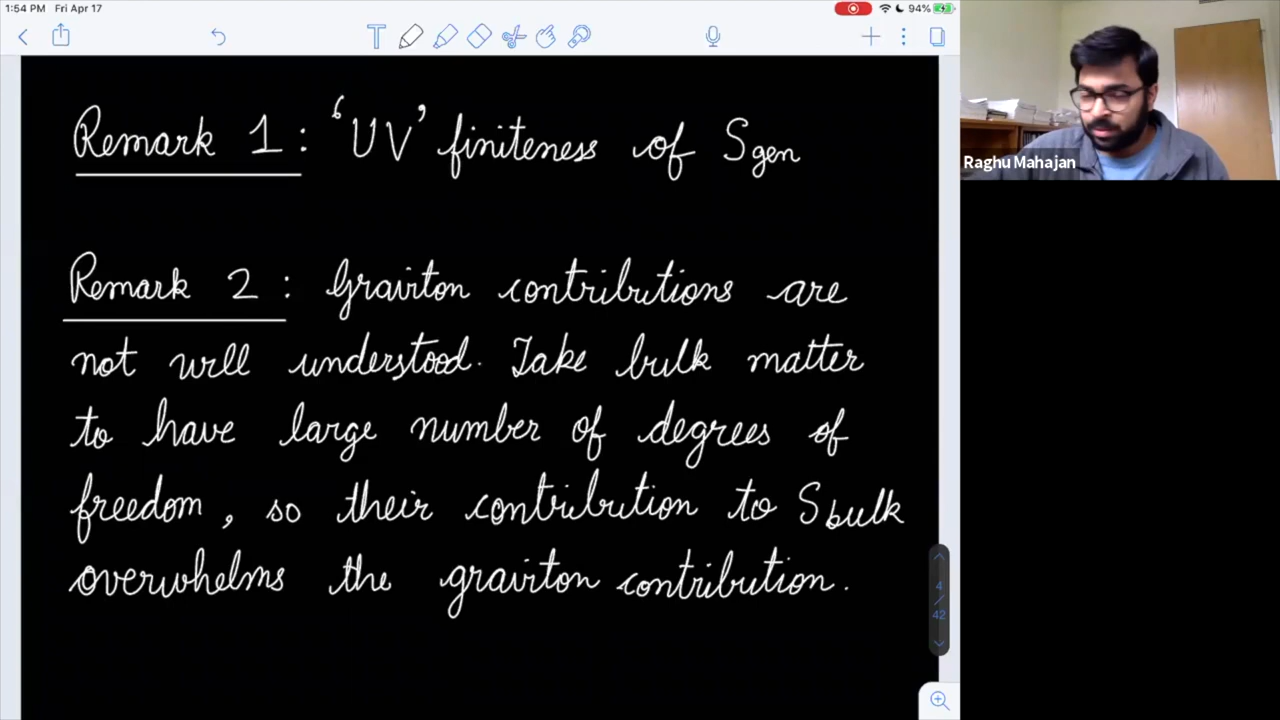 1:54 PM Fri Apr 17
94%
Remark 1: 'UV' finiteness of Sgen
Raghu Mahajan
Remark 2: Graviton contributions are
not well understood. Take bulk matter
to have large number of degrees of
freedom, so their contribution to Sbulk
overwhelms the graviton contribution.
4
/
42